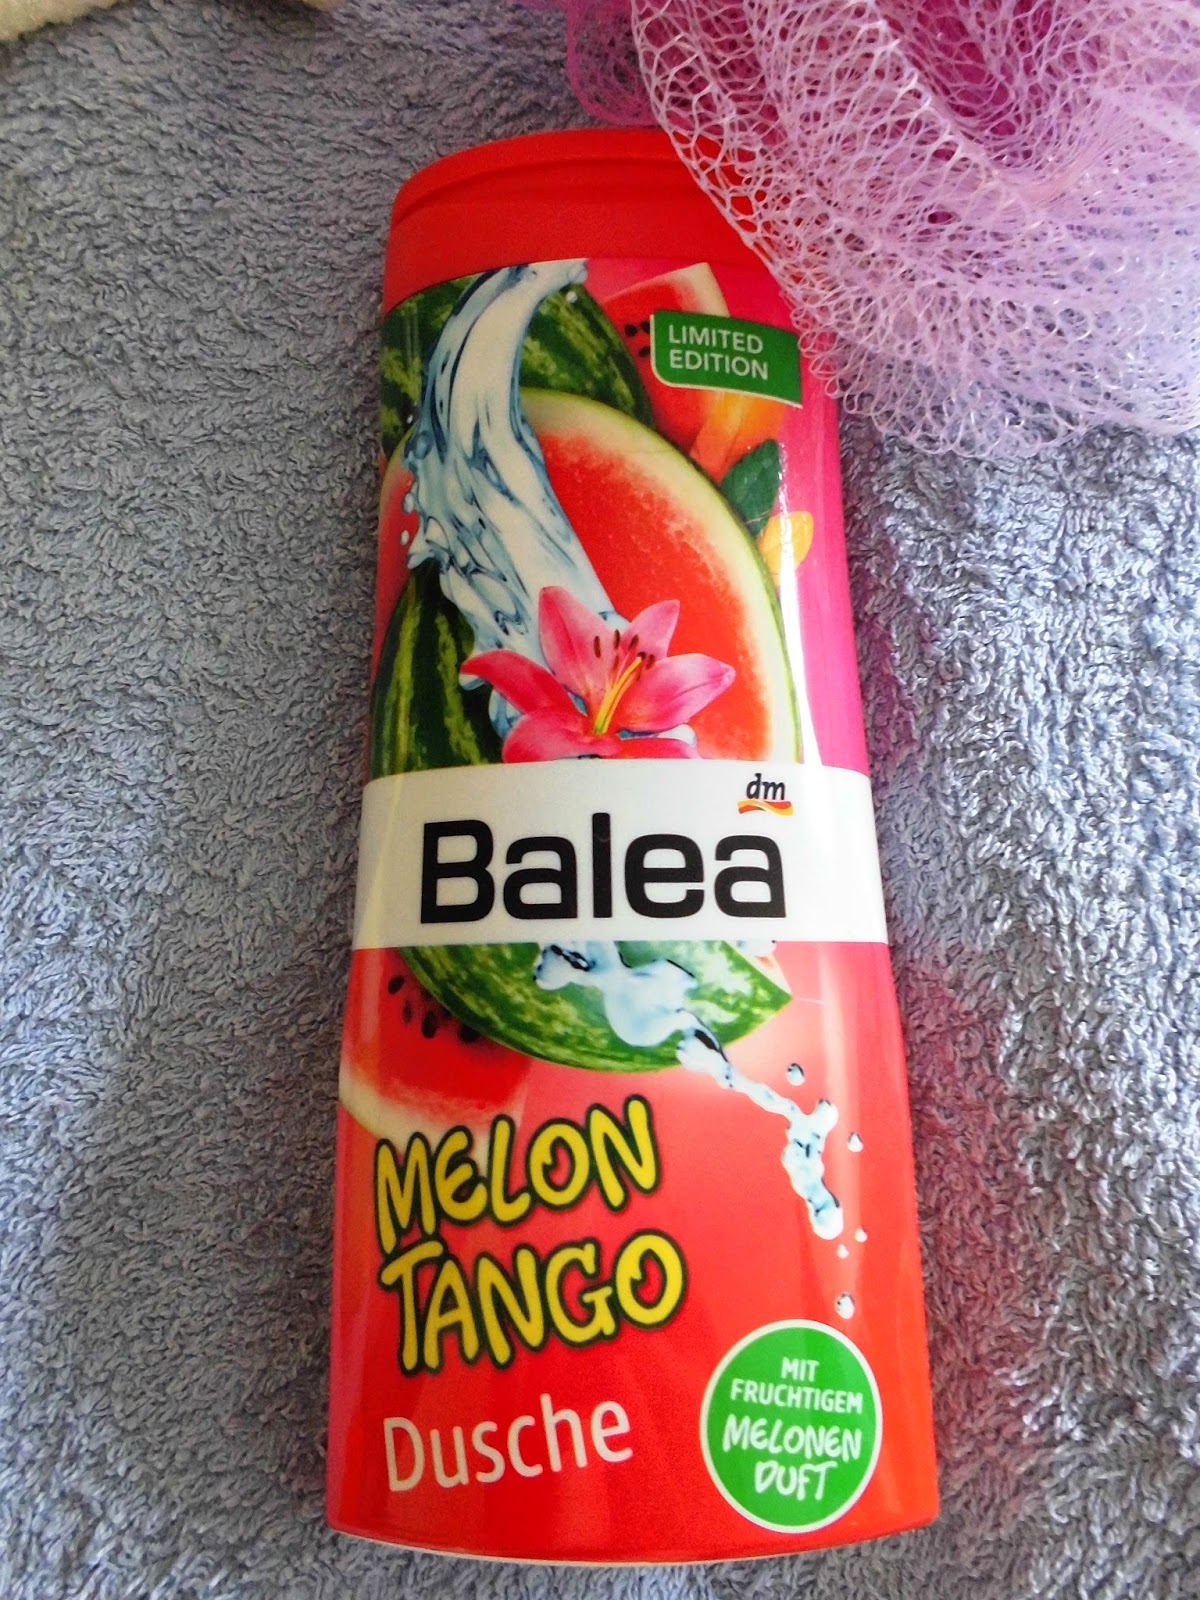 LIMITED
EDITION
dm
Balea
MELON
TANGO
Dusche
MIT
FRUCHTIGEM
MELONEN
DUFT